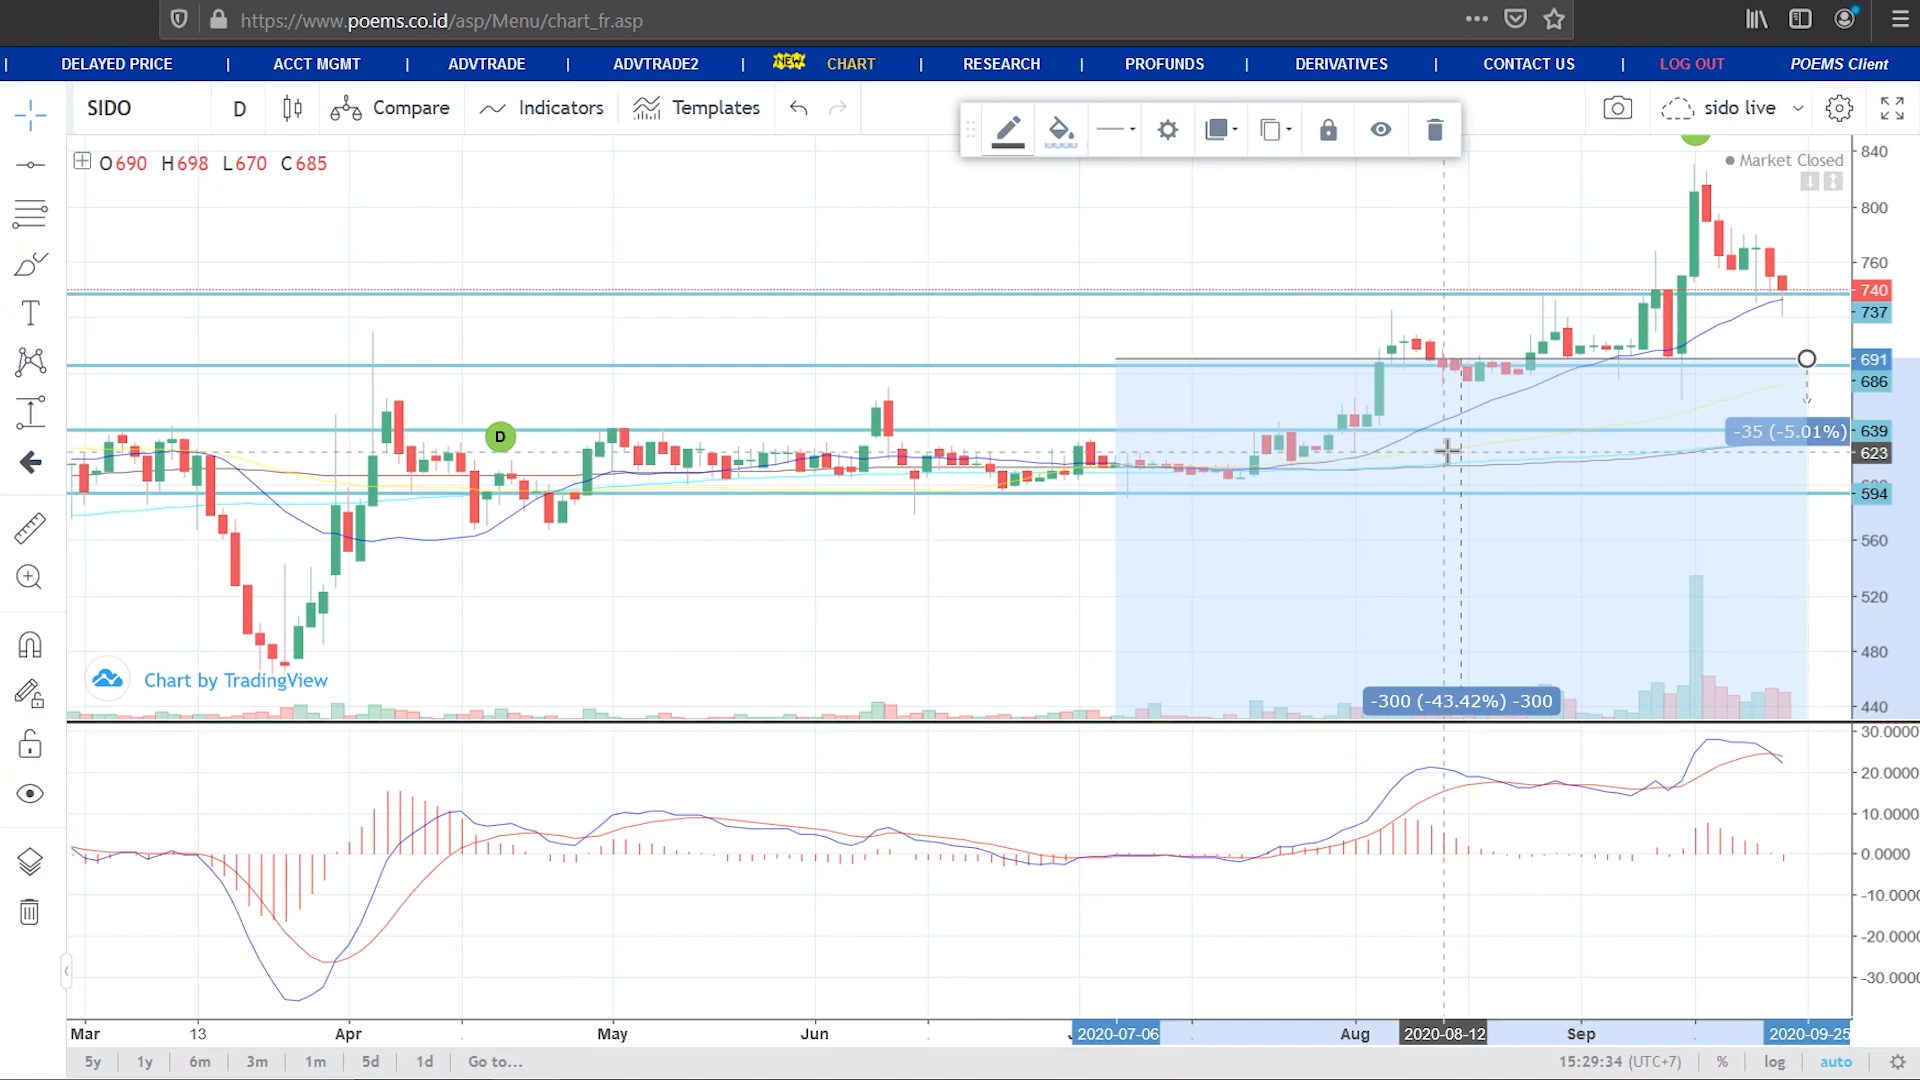 https://www.poems.co.id/asp/Menu/chart_fr.asp
| DELAYED PRICE | ACCT MGMT | ADVTRADE | ADVTRADE2 | NEW CHART | RESEARCH | PROFUNDS | DERIVATIVES | CONTACT US | LOG OUT POEMS Client
SIDO D Compare Indicators Templates sido live
O690 H698 L670 C685
Market Closed
840
800
760
740
737
691
686
D
-35 (-5.01%)
639
623
594
560
520
480
Chart by TradingView
-300 (-43.42%) -300
440
30.0000
20.0000
10.0000
0.0000
-10.0000
-20.0000
-30.0000
Mar 13 Apr May Jun 2020-07-06 Aug 2020-08-12 Sep 2020-09-25
5y 1y 6m 3m 1m 5d 1d Go to... 15:29:34 (UTC+7) % log auto